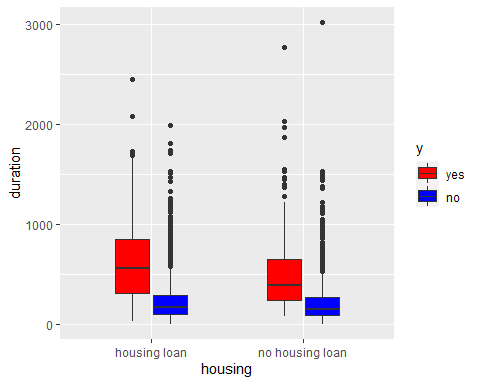 3000
2000
1000
0
duration
housing loan
no housing loan
housing
y
yes
no